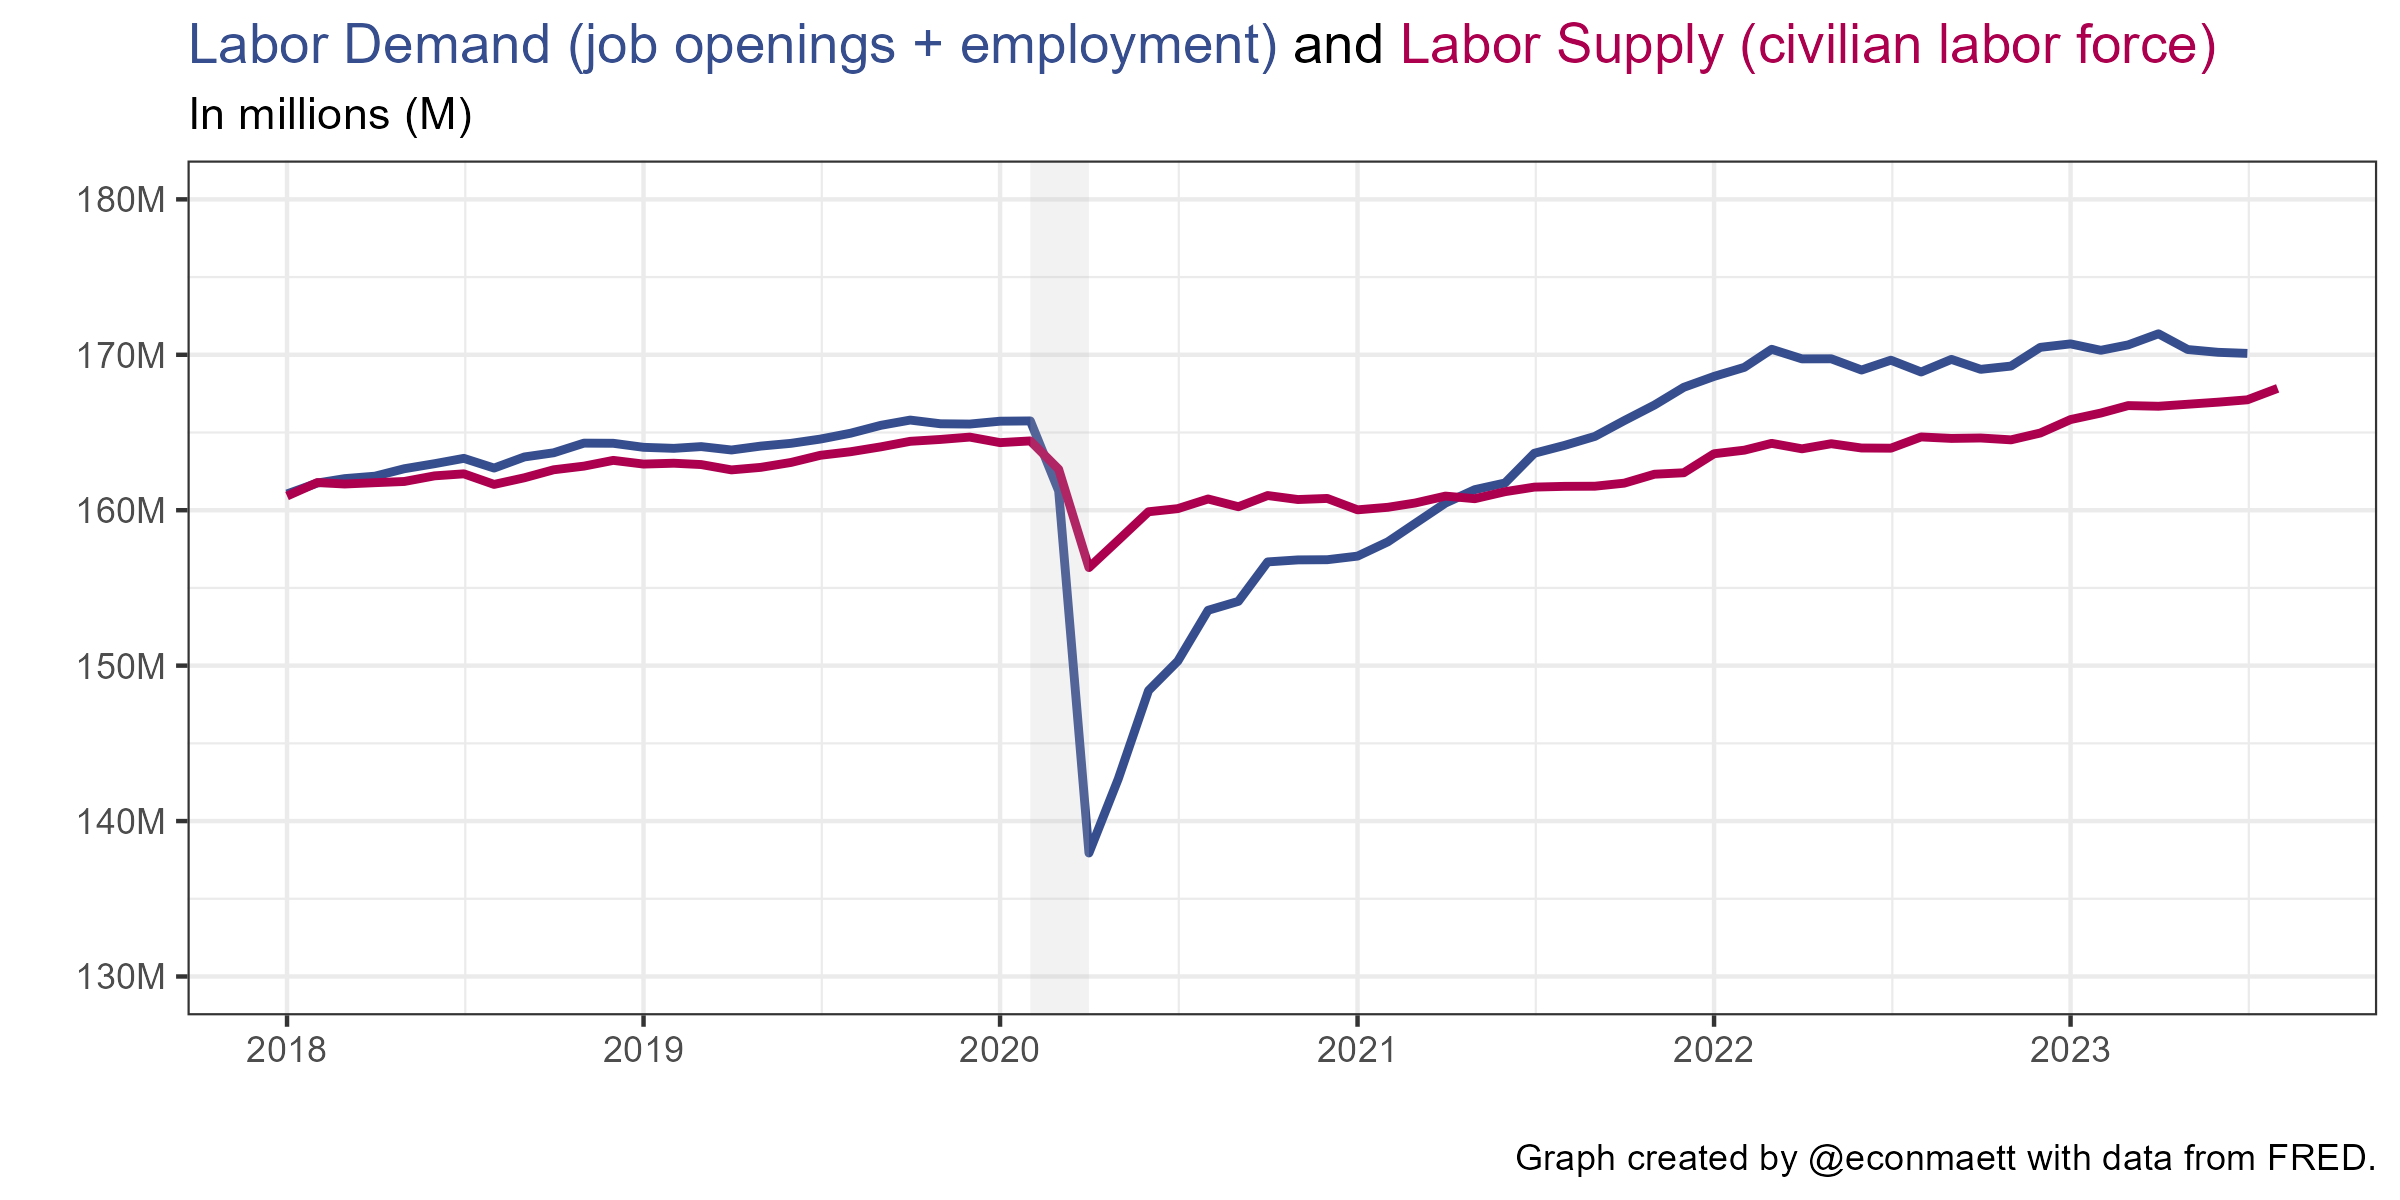 Labor Demand (job openings + employment) and Labor Supply (civilian labor force)
In millions (M)
180M
170M
160M
150M
140M
130M
2018 2019 2020 2021 2022 2023
Graph created by @econmaett with data from FRED.